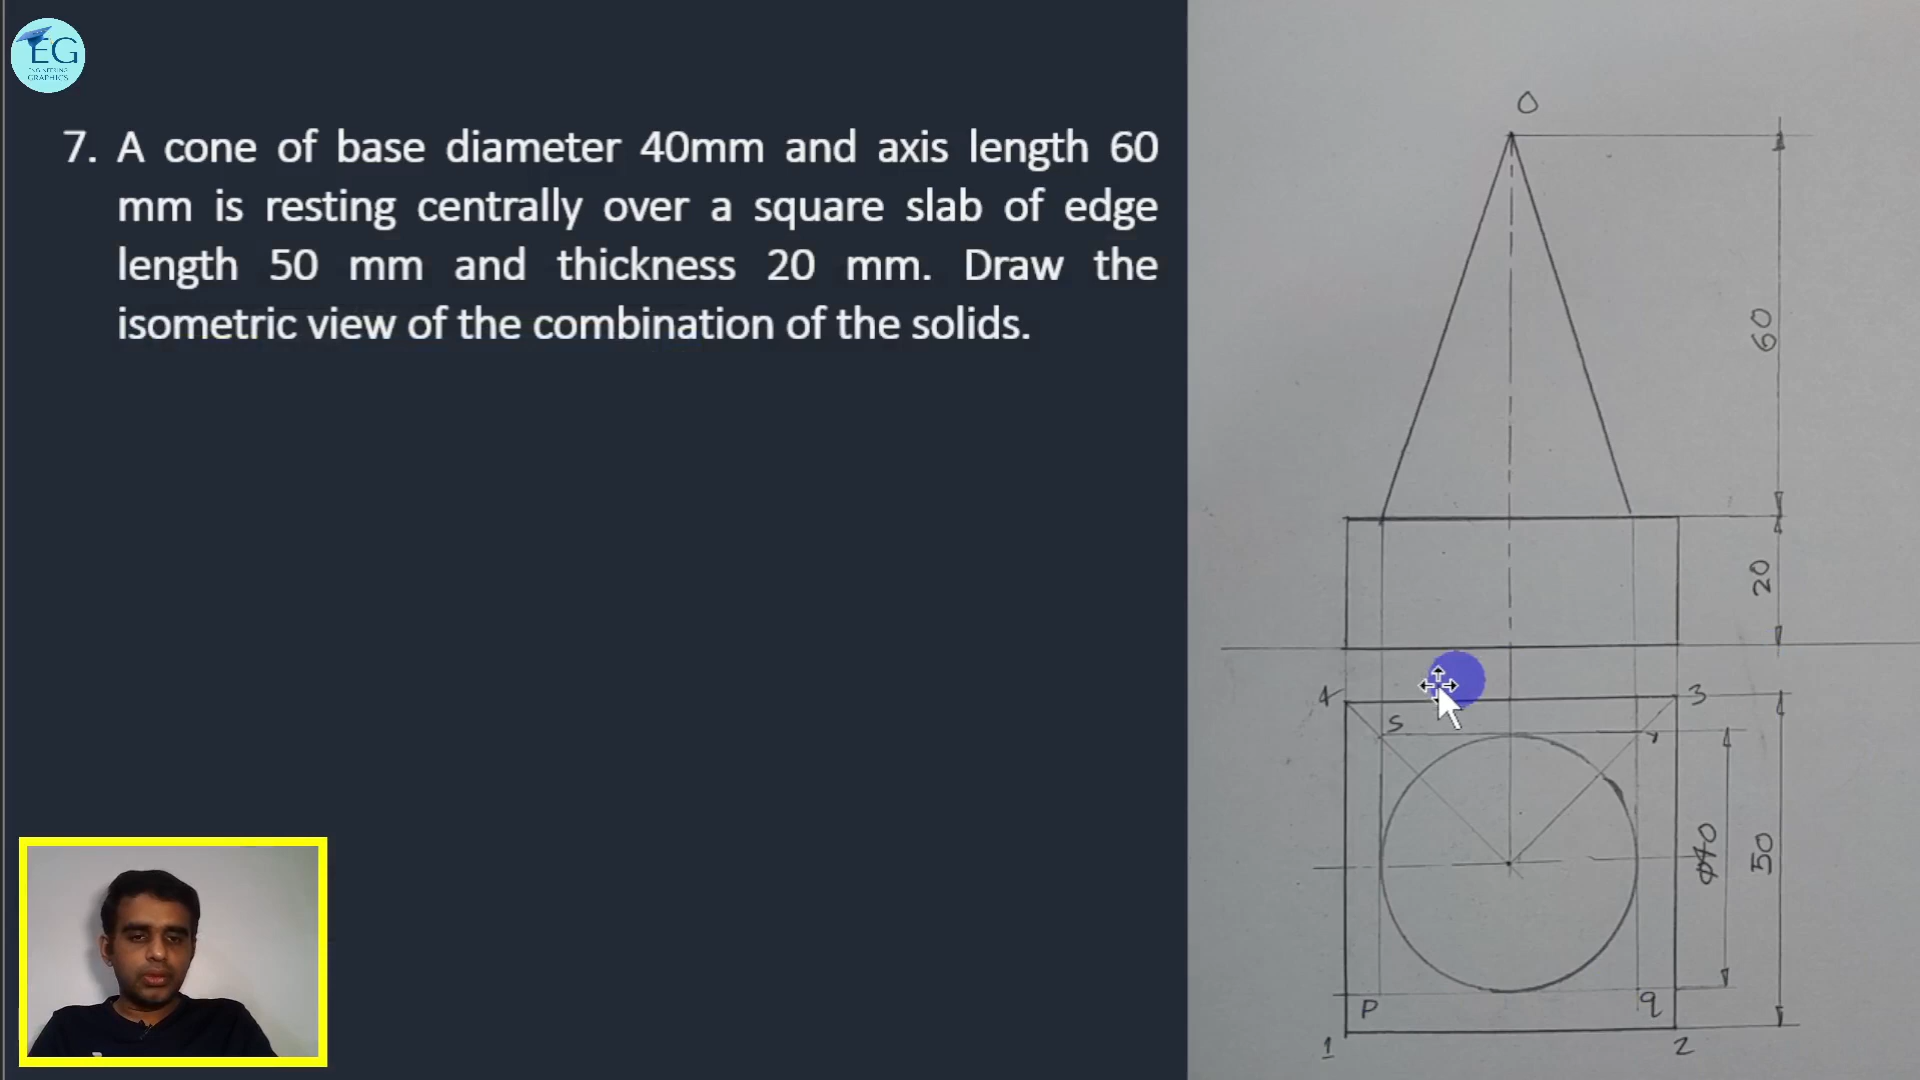 EG
ENGINEERING
GRAPHICS
7. A cone of base diameter 40mm and axis length 60
mm is resting centrally over a square slab of edge
length 50 mm and thickness 20 mm. Draw the
isometric view of the combination of the solids.
O
60
20
4
3
s
r
φ40
50
P
q
1
2